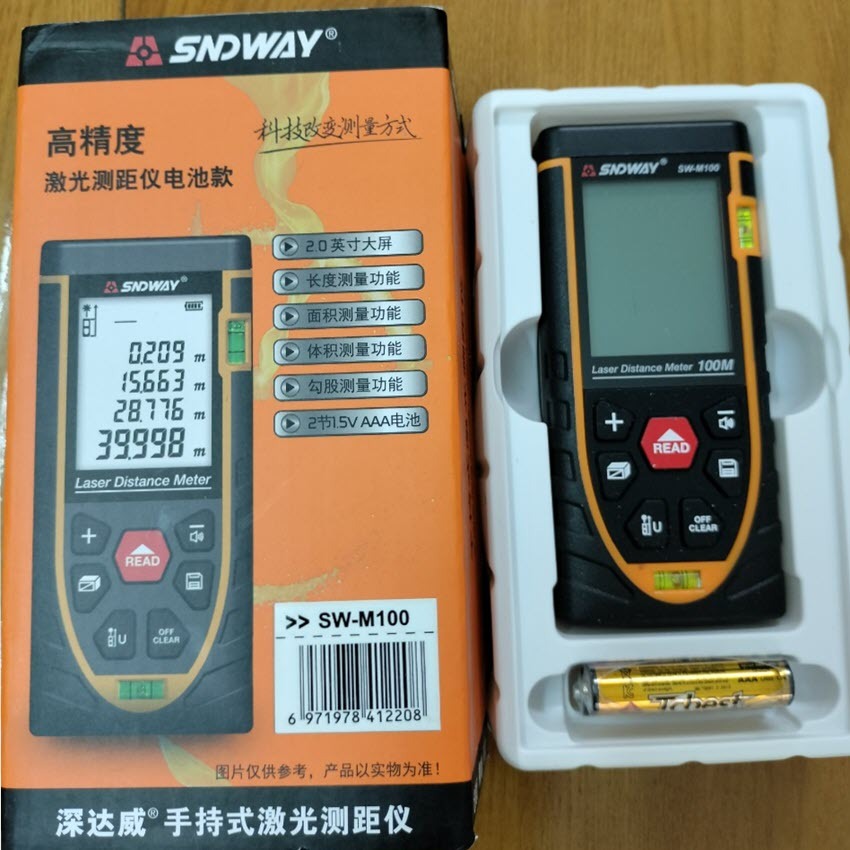 SNDWAY®
高精度
激光测距仪电池款
科技改变测量方式
2.0英寸大屏
长度测量功能
面积测量功能
体积测量功能
勾股测量功能
2节1.5V AAA电池
SNDWAY®
0.209 m
15.663 m
28.776 m
39.998 m
Laser Distance Meter
+
READ
U
OFF
CLEAR
>> SW-M100
6 971978 412208
图片仅供参考，产品以实物为准！
深达威®手持式激光测距仪
SNDWAY®
SW-M100
Laser Distance Meter 100M
+
READ
U
OFF
CLEAR
AAA